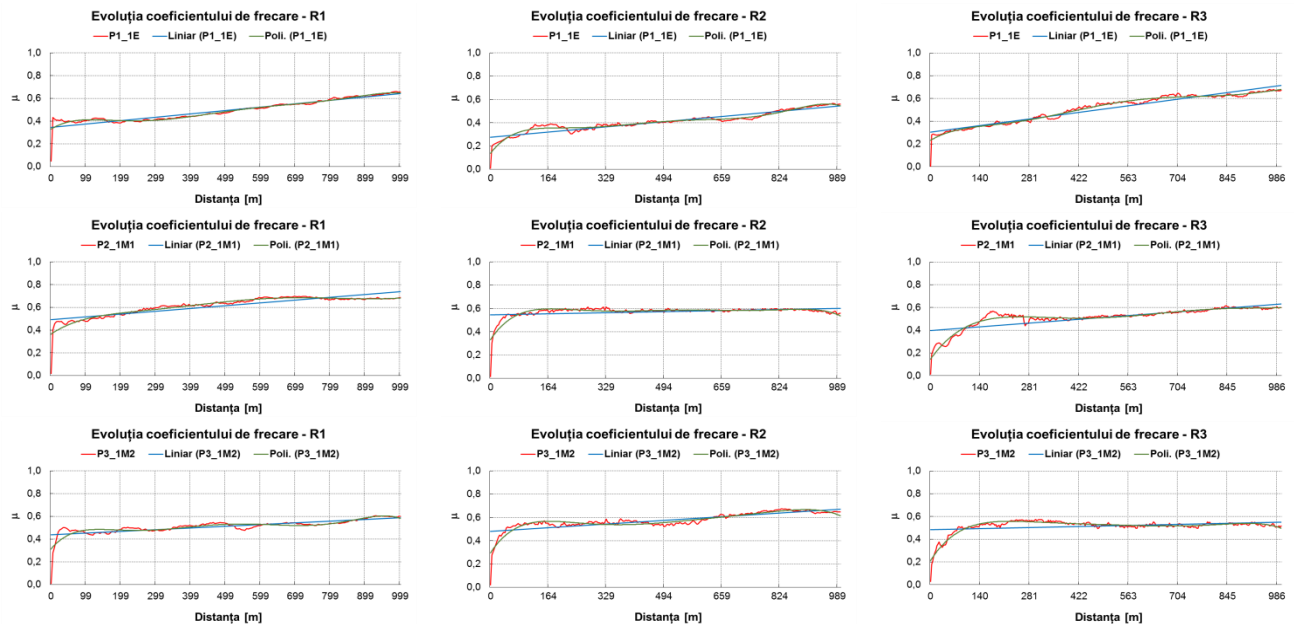 Evoluția coeficientului de frecare - R1
P1_1E Liniar (P1_1E) Poli. (P1_1E)
1,0
0,8
0,6
0,4
0,2
0,0
μ
0 99 199 299 399 499 599 699 799 899 999
Distanța [m]
Evoluția coeficientului de frecare - R2
P1_1E Liniar (P1_1E) Poli. (P1_1E)
1,0
0,8
0,6
0,4
0,2
0,0
μ
0 164 329 494 659 824 989
Distanța [m]
Evoluția coeficientului de frecare - R3
P1_1E Liniar (P1_1E) Poli. (P1_1E)
1,0
0,8
0,6
0,4
0,2
0,0
μ
0 140 281 422 563 704 845 986
Distanța [m]
Evoluția coeficientului de frecare - R1
P2_1M1 Liniar (P2_1M1) Poli. (P2_1M1)
1,0
0,8
0,6
0,4
0,2
0,0
μ
0 99 199 299 399 499 599 699 799 899 999
Distanța [m]
Evoluția coeficientului de frecare - R2
P2_1M1 Liniar (P2_1M1) Poli. (P2_1M1)
1,0
0,8
0,6
0,4
0,2
0,0
μ
0 164 329 494 659 824 989
Distanța [m]
Evoluția coeficientului de frecare - R3
P2_1M1 Liniar (P2_1M1) Poli. (P2_1M1)
1,0
0,8
0,6
0,4
0,2
0,0
μ
0 140 281 422 563 704 845 986
Distanța [m]
Evoluția coeficientului de frecare - R1
P3_1M2 Liniar (P3_1M2) Poli. (P3_1M2)
1,0
0,8
0,6
0,4
0,2
0,0
μ
0 99 199 299 399 499 599 699 799 899 999
Distanța [m]
Evoluția coeficientului de frecare - R2
P3_1M2 Liniar (P3_1M2) Poli. (P3_1M2)
1,0
0,8
0,6
0,4
0,2
0,0
μ
0 164 329 494 659 824 989
Distanța [m]
Evoluția coeficientului de frecare - R3
P3_1M2 Liniar (P3_1M2) Poli. (P3_1M2)
1,0
0,8
0,6
0,4
0,2
0,0
μ
0 140 281 422 563 704 845 986
Distanța [m]